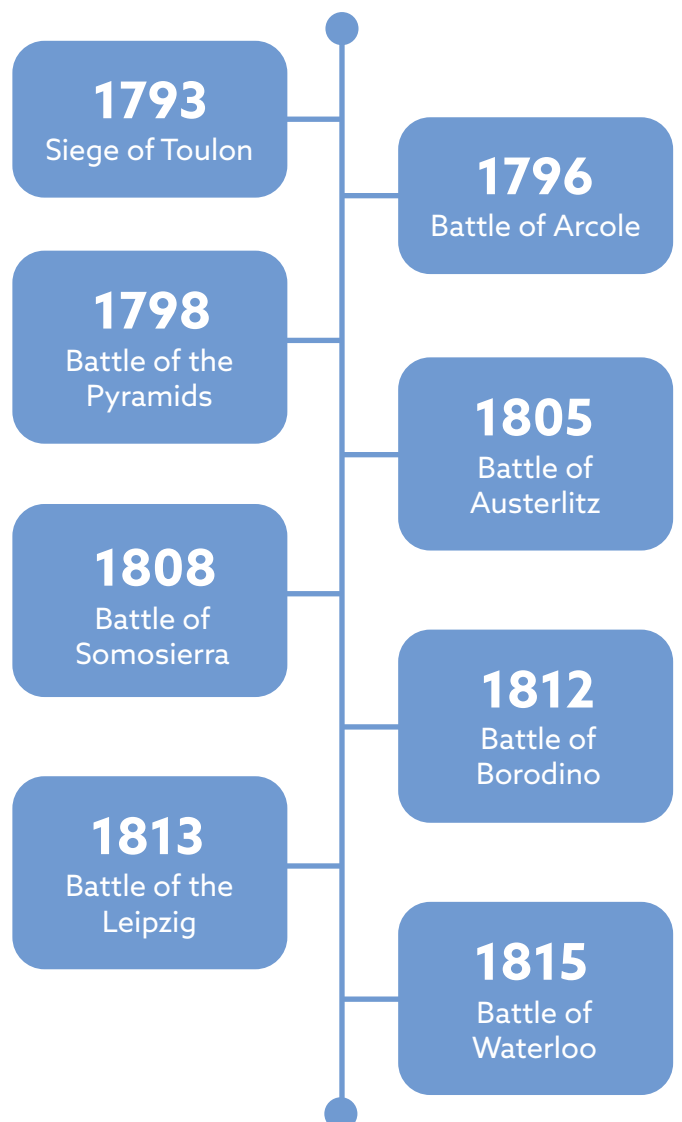 1793
Siege of Toulon
1796
Battle of Arcole
1798
Battle of the
Pyramids
1805
Battle of
Austerlitz
1808
Battle of
Somosierra
1812
Battle of
Borodino
1813
Battle of the
Leipzig
1815
Battle of
Waterloo